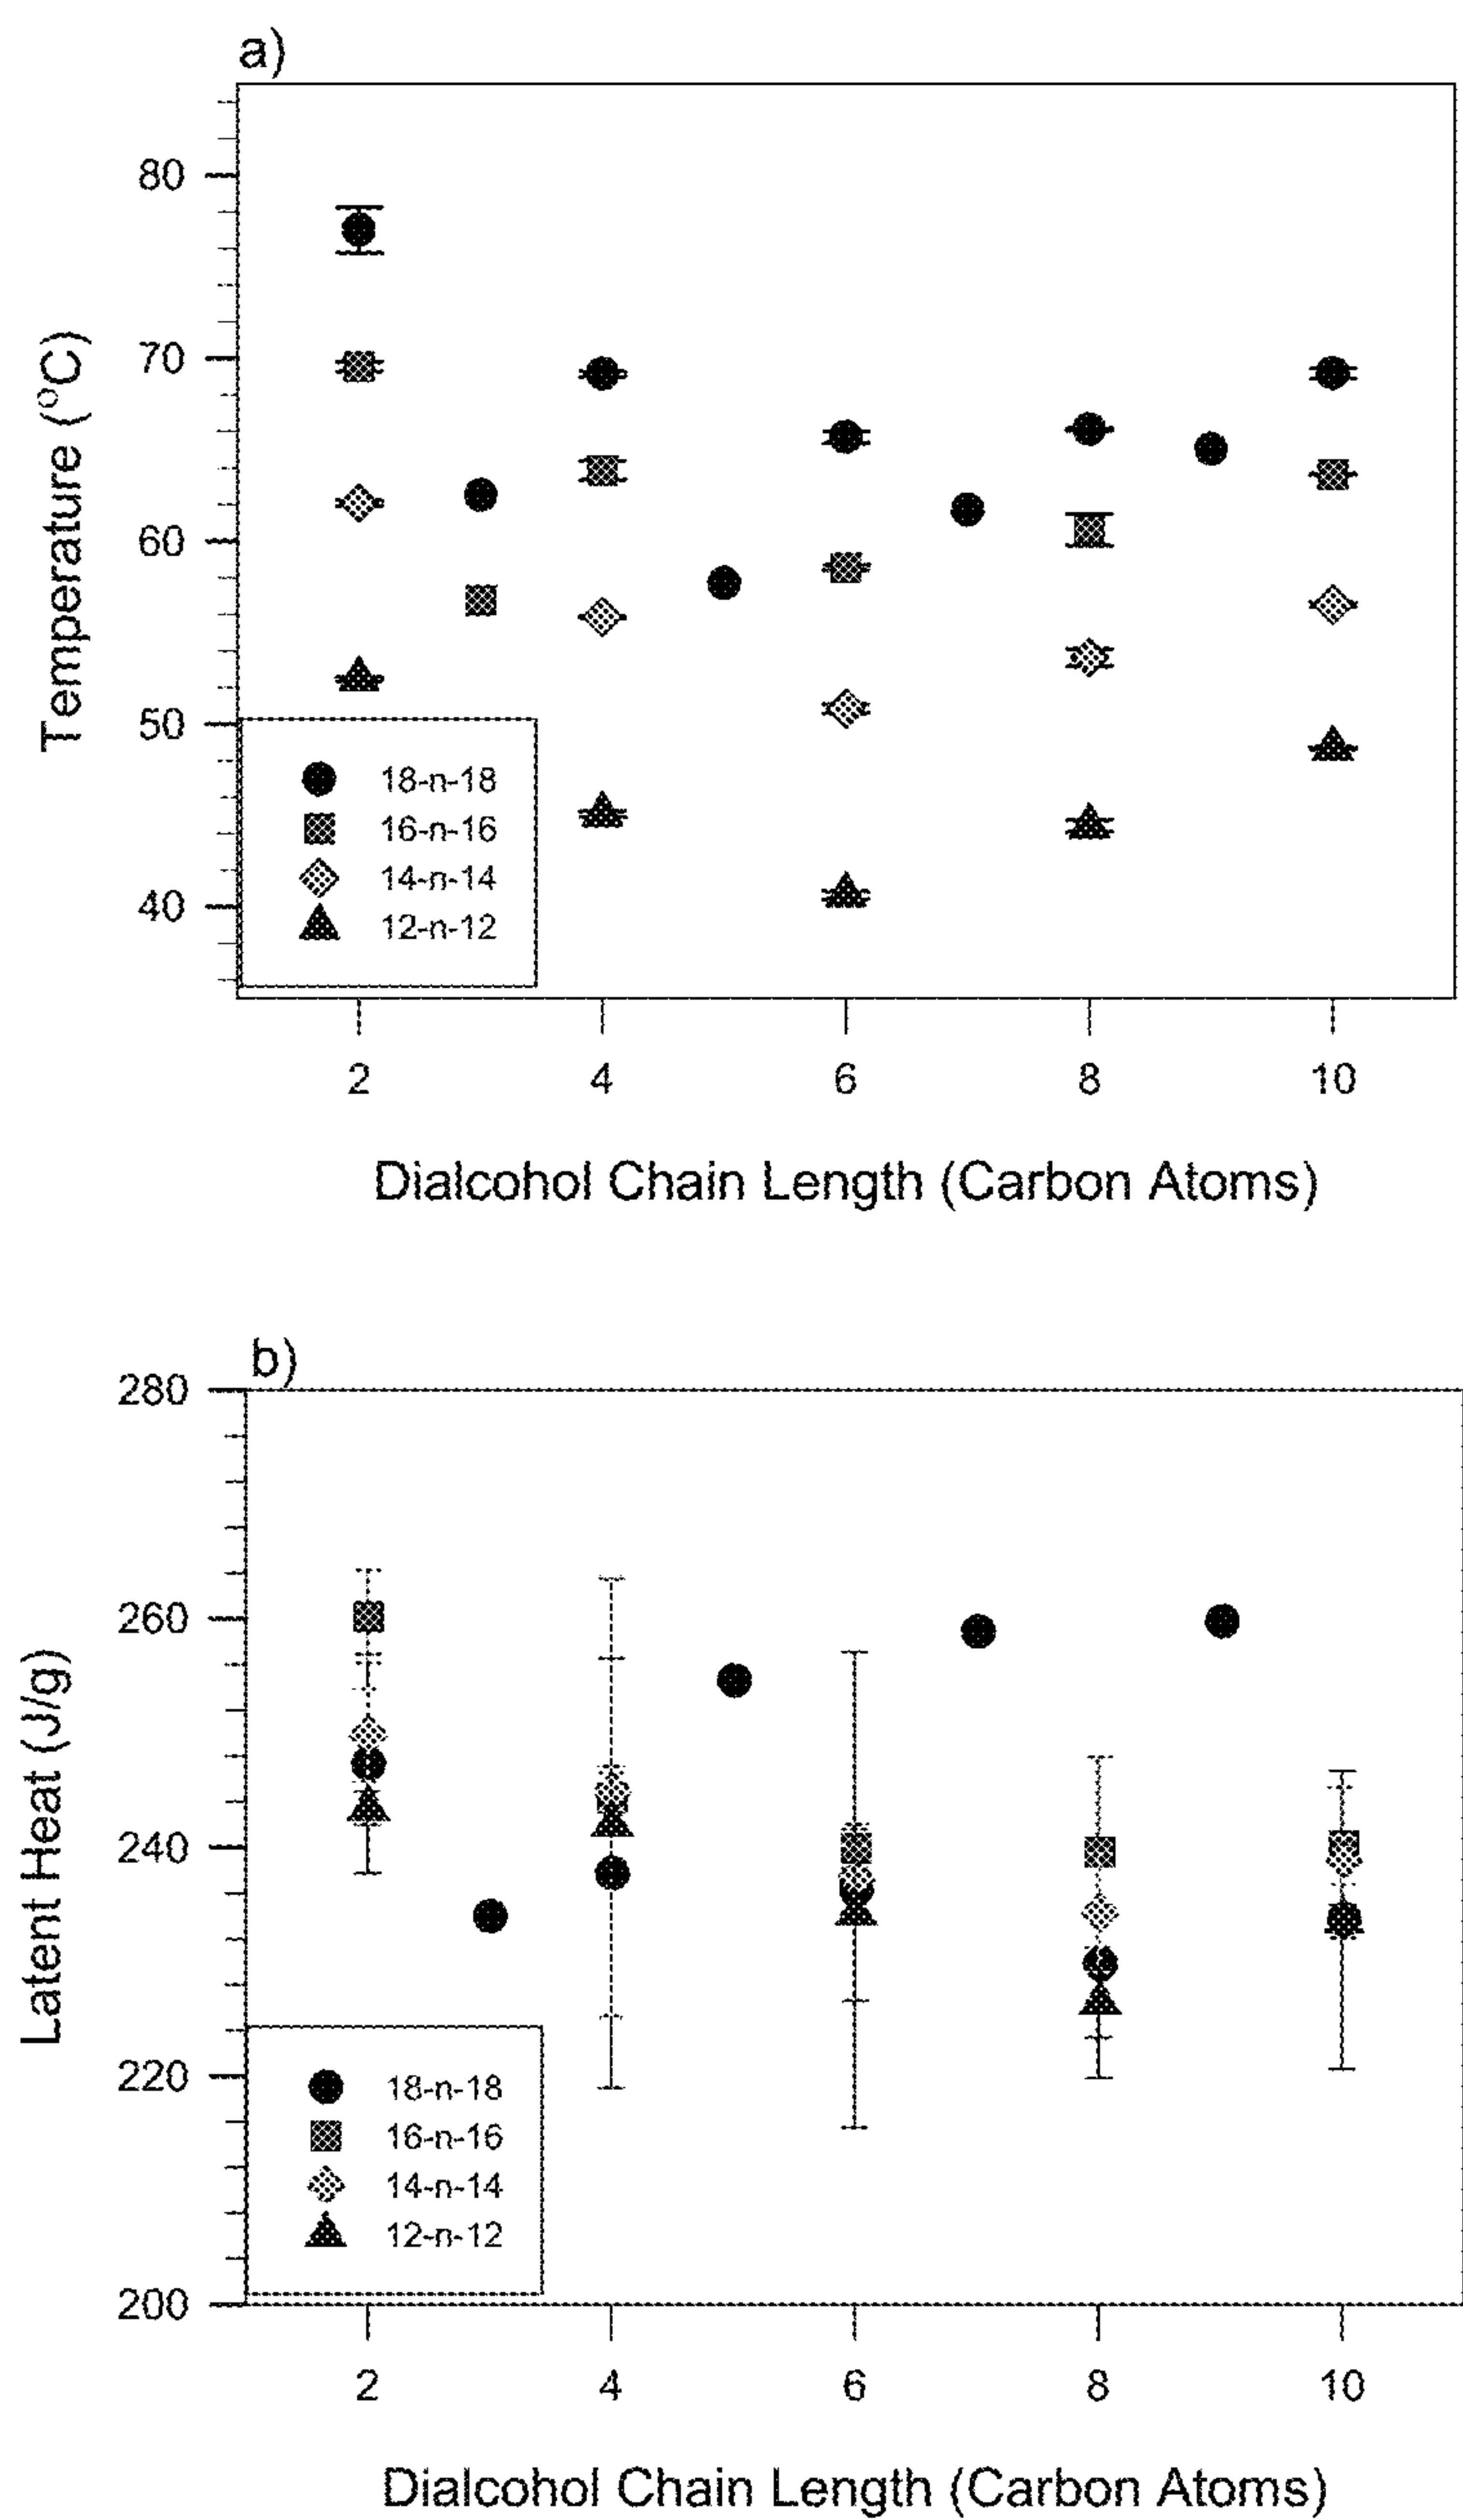 a)
80
70
60
50
40
Temperature (°C)
18-n-18
16-n-16
14-n-14
12-n-12
2 4 6 8 10
Dialcohol Chain Length (Carbon Atoms)
b)
280
260
240
220
200
Latent Heat (J/g)
18-n-18
16-n-16
14-n-14
12-n-12
2 4 6 8 10
Dialcohol Chain Length (Carbon Atoms)